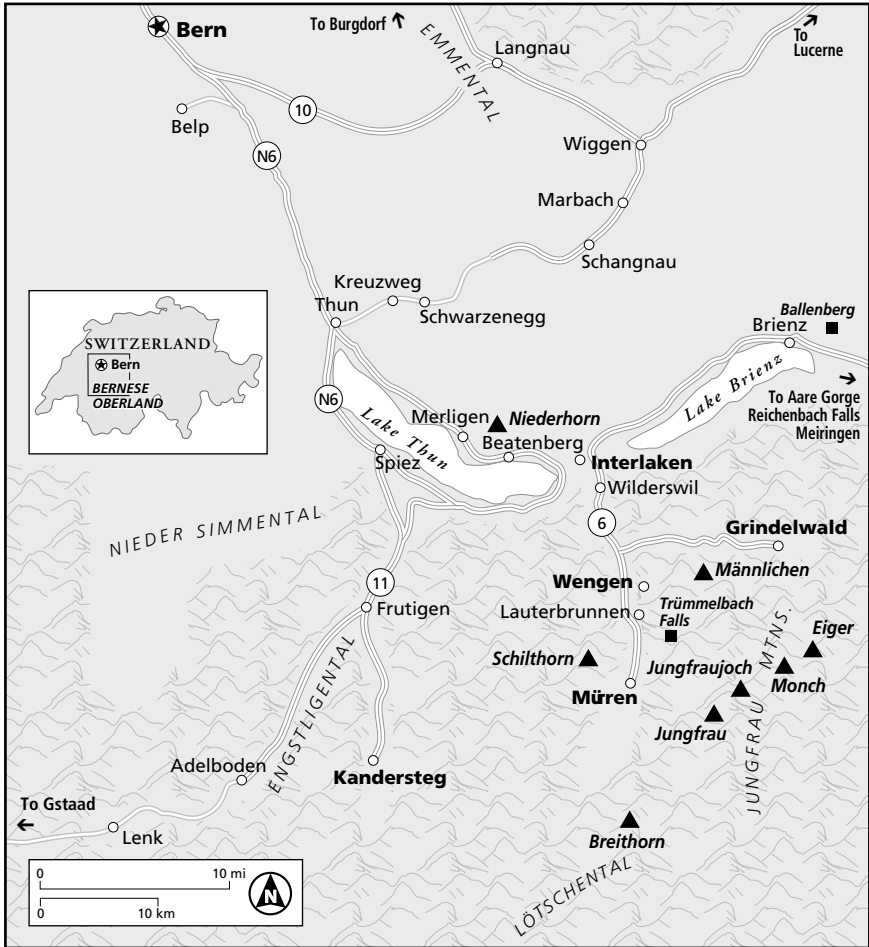 Bern
To Burgdorf
EMMENTAL
Langnau
To
Lucerne
10
Belp
N6
Wiggen
Marbach
Schangnau
Kreuzweg
Thun
Schwarzenegg
Ballenberg
Brienz
SWITZERLAND
Bern
BERNESE
OBERLAND
N6
Lake Thun
Merligen
Niederhorn
Beatenberg
Spiez
Lake Brienz
To Aare Gorge
Reichenbach Falls
Meiringen
Interlaken
Wilderswil
NIEDER SIMMENTAL
6
Grindelwald
11
Wengen
Männlichen
Frutigen
Lauterbrunnen
Trümmelbach
Falls
Eiger
Schilthorn
Jungfraujoch
Monch
Mürren
Jungfrau
JUNGFRAU MTNS.
ENGSTLIGENTAL
Adelboden
Kandersteg
To Gstaad
Lenk
Breithorn
LÖTSCHENTAL
0 10 mi
0 10 km
N